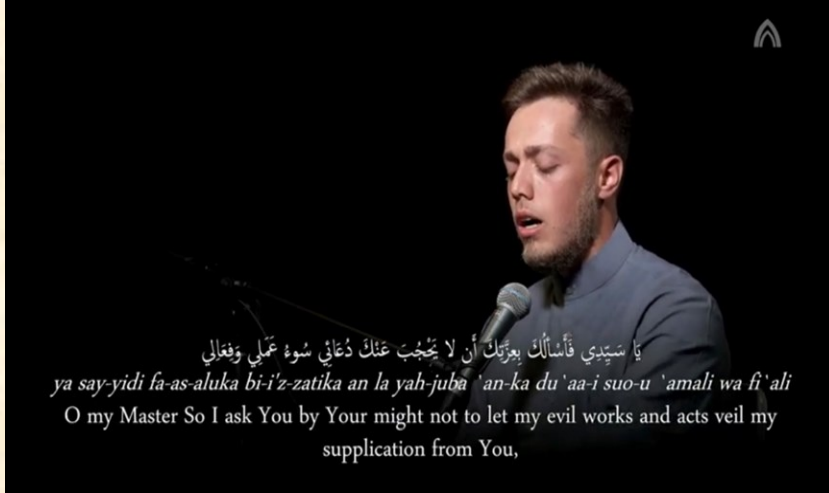 يَا سَيِّدِي فَأَسْأَلُكَ بِعِزَّتِكَ أَن لا يَحْجُبَ عَنْكَ دُعَائِي سُوءُ عَمَلِي وَفِعَالِي
ya say-yidi fa-as-aluka bi-i'z-zatika an la yah-juba `an-ka du`aa-i suo-u `amali wa fi`ali
O my Master So I ask You by Your might not to let my evil works and acts veil my
supplication from You,